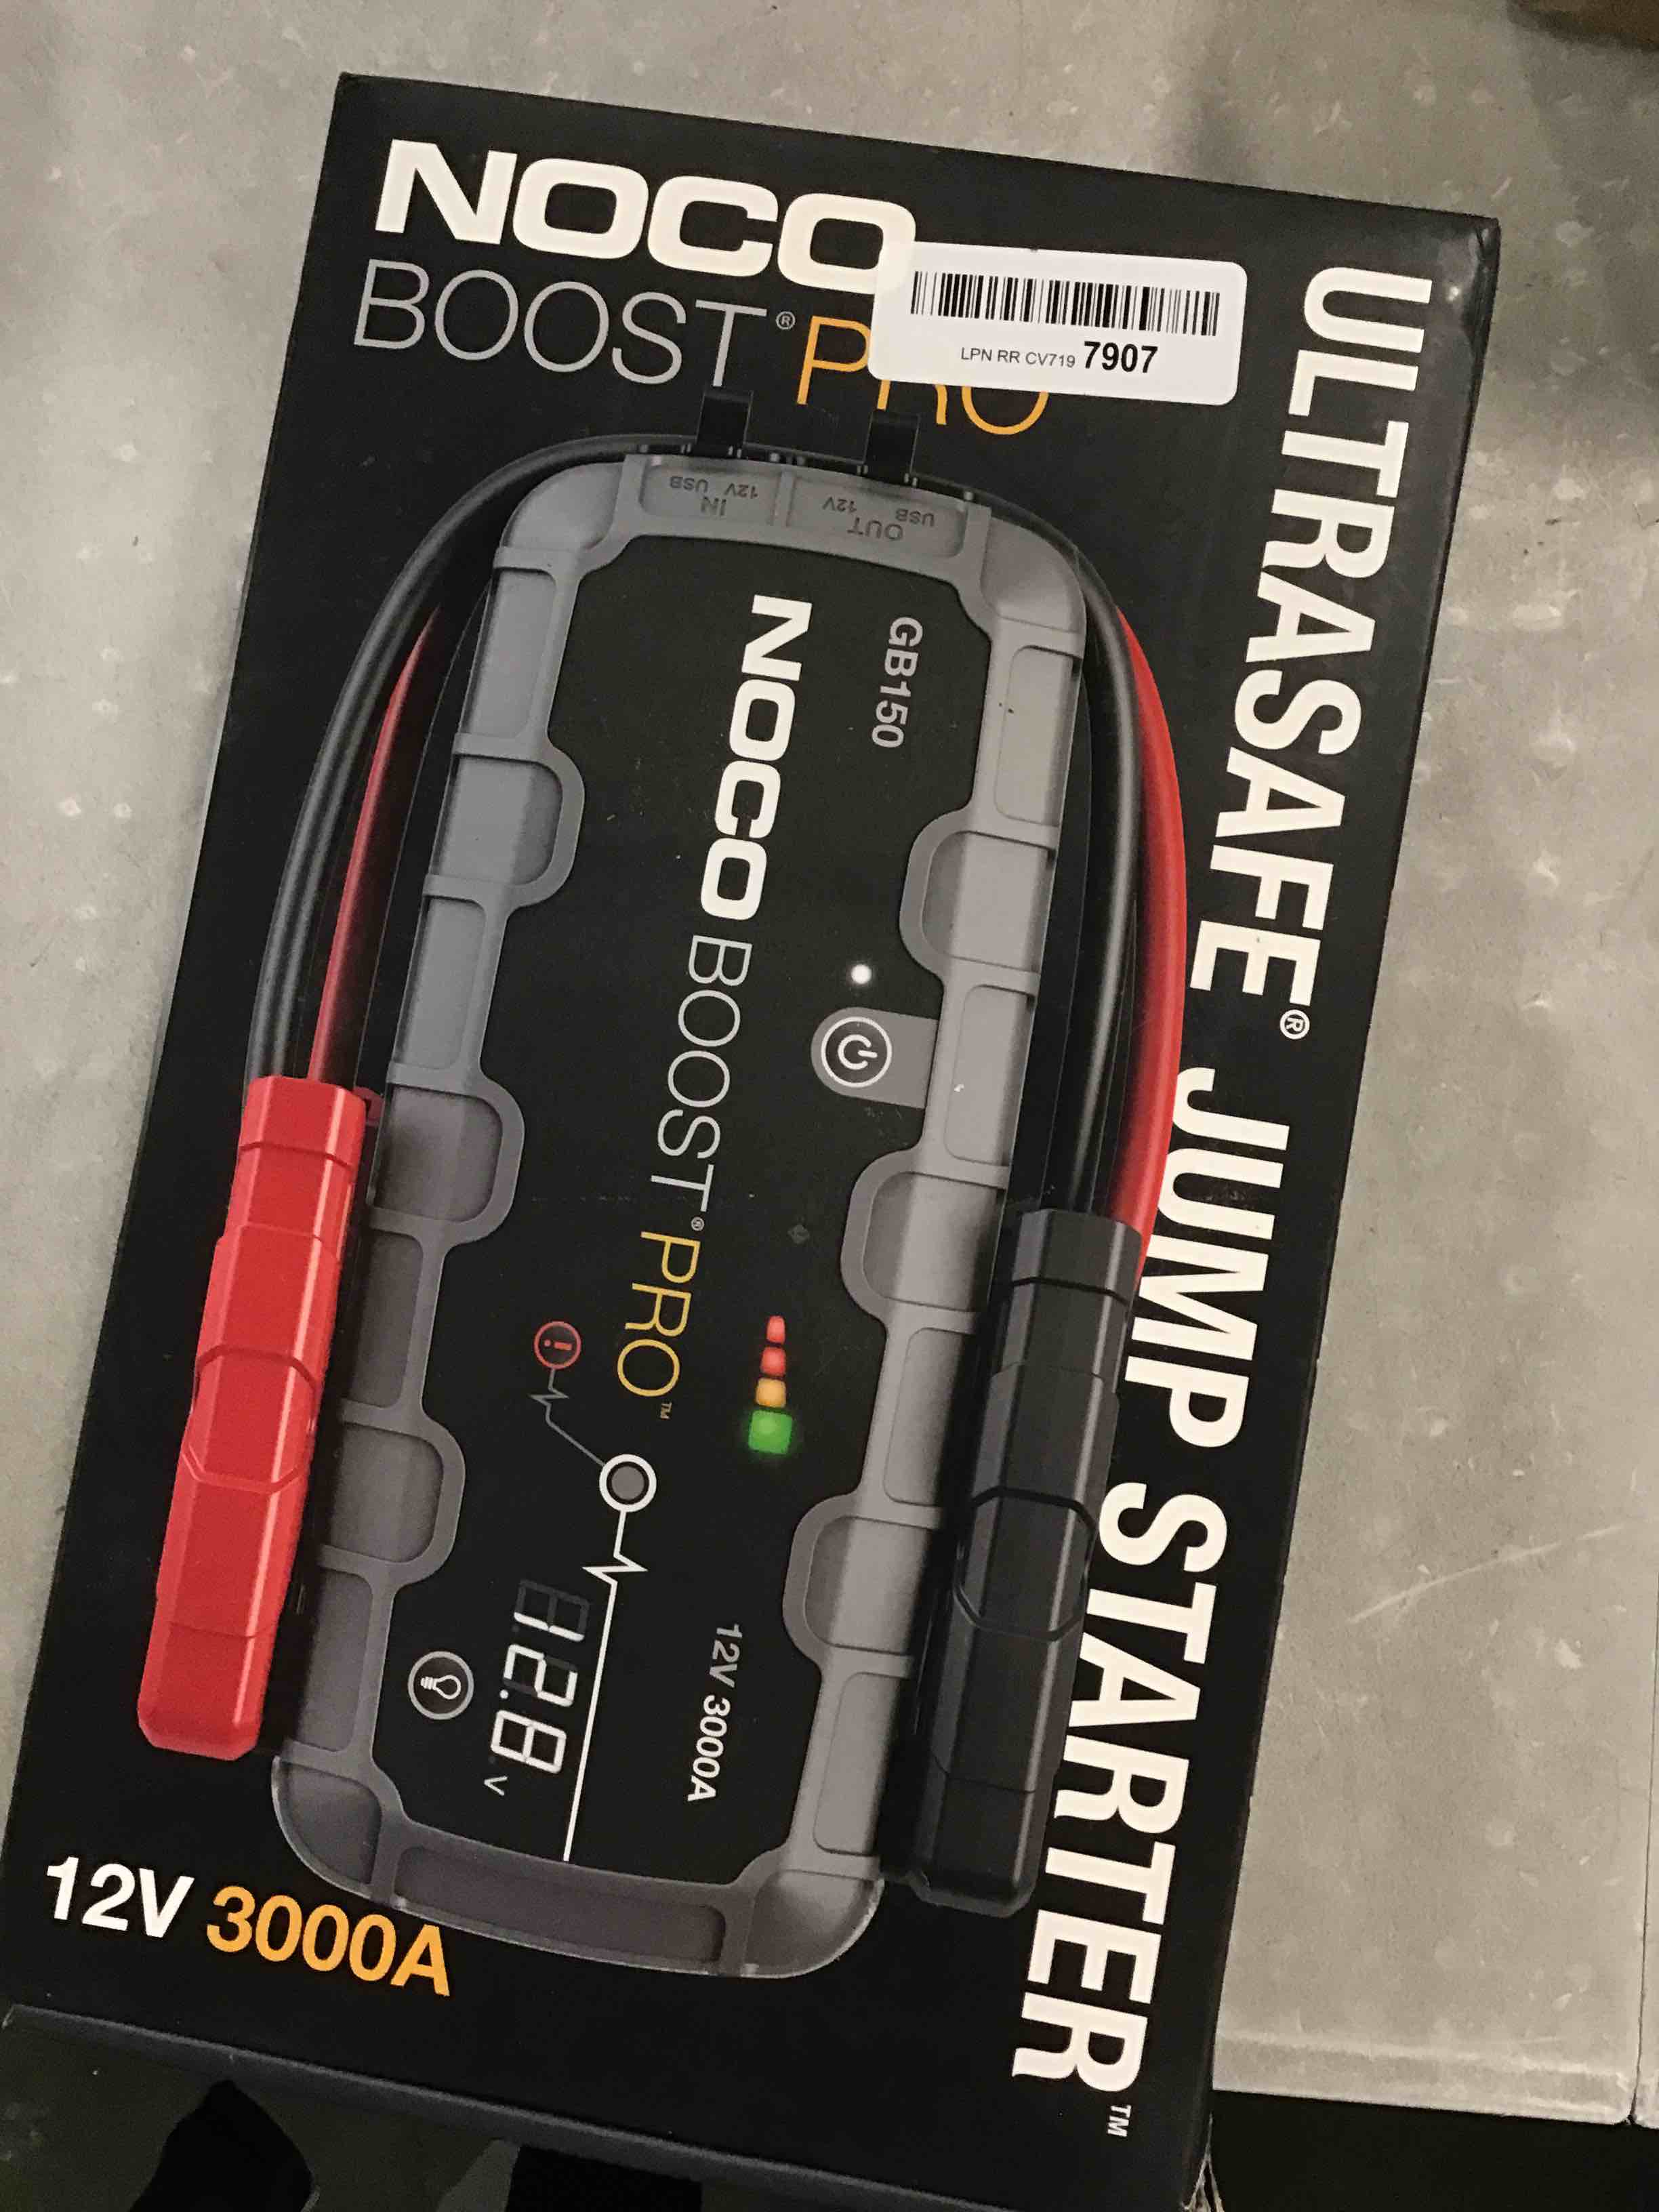 NOCO
BOOST® PRO
LPN RR CV719 7907
ULTRASAFE® JUMP STARTER™
USB 12V
IN
12V USB
OUT
GB150
NOCO BOOST® PRO™
12.8 V
12V 3000A
12V 3000A